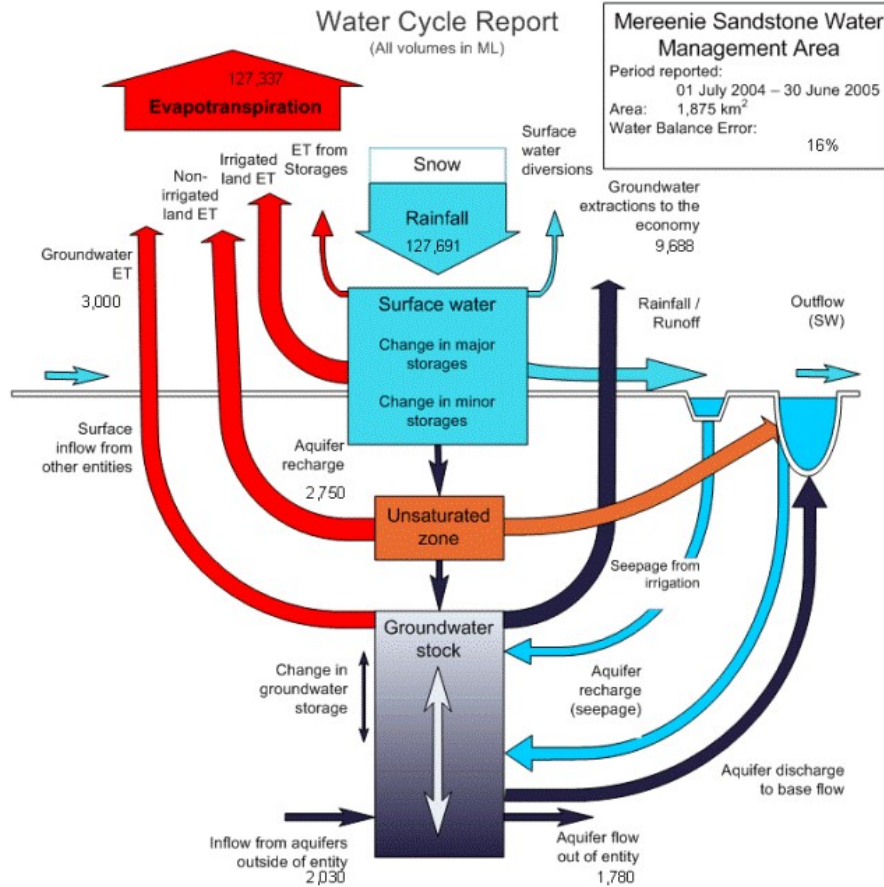 Water Cycle Report
(All volumes in ML)
Mereenie Sandstone Water
Management Area
Period reported:
01 July 2004 – 30 June 2005
Area: 1,875 km²
Water Balance Error:
16%
127,337
Evapotranspiration
Non-
irrigated
land ET
Irrigated
land ET
ET from
Storages
Snow
Rainfall
127,691
Surface
water
diversions
Groundwater
extractions to the
economy
9,688
Groundwater
ET
3,000
Surface water
Change in major
storages
Change in minor
storages
Rainfall /
Runoff
Outflow
(SW)
Surface
inflow from
other entities
Aquifer
recharge
2,750
Unsaturated
zone
Seepage from
irrigation
Groundwater
stock
Change in
groundwater
storage
Aquifer
recharge
(seepage)
Aquifer discharge
to base flow
Inflow from aquifers
outside of entity
2,030
Aquifer flow
out of entity
1,780